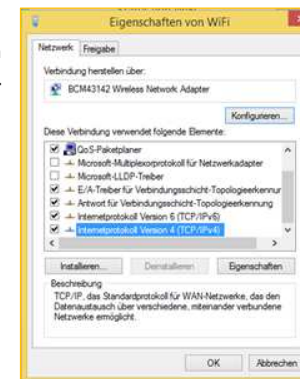 Eigenschaften von WiFi
Netzwerk Freigabe
Verbindung herstellen über:
BCM43142 Wireless Network Adapter
Konfigurieren...
Diese Verbindung verwendet folgende Elemente:
QoS-Paketplaner
Microsoft-Multiplexorprotokoll für Netzwerkadapter
Microsoft-LLDP-Treiber
E/A-Treiber für Verbindungsschicht-Topologieerkennur
Antwort für Verbindungsschicht-Topologieerkennung
Internetprotokoll Version 6 (TCP/IPv6)
Internetprotokoll Version 4 (TCP/IPv4)
Installieren... Deinstallieren Eigenschaften
Beschreibung
TCP/IP, das Standardprotokoll für WAN-Netzwerke, das den
Datenaustausch über verschiedene, miteinander verbundene
Netzwerke ermöglicht.
OK Abbrechen